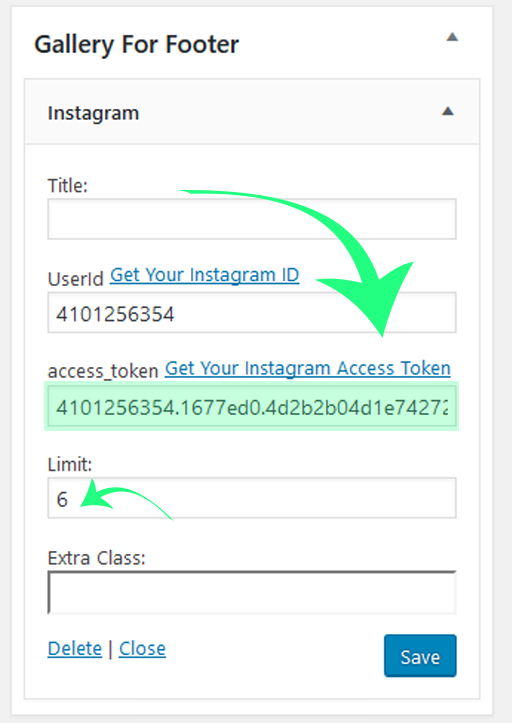 Gallery For Footer
Instagram
Title:
UserId Get Your Instagram ID
4101256354
access_token Get Your Instagram Access Token
4101256354.1677ed0.4d2b2b04d1e74272
Limit:
6
Extra Class:
Delete | Close
Save